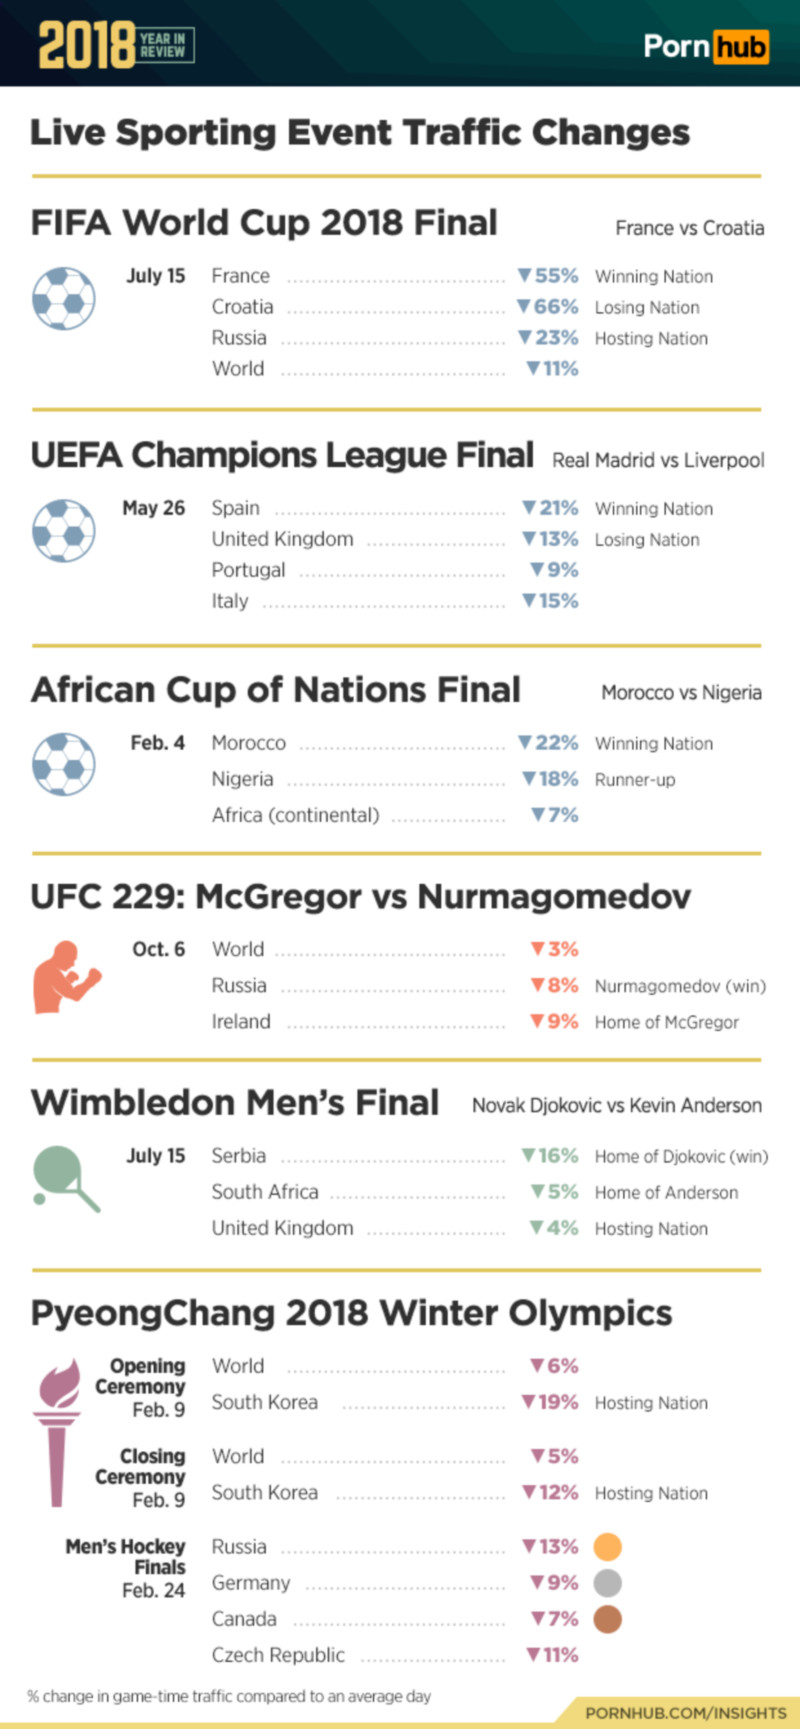 2018 YEAR IN REVIEW
Pornhub
Live Sporting Event Traffic Changes
FIFA World Cup 2018 Final France vs Croatia
July 15 France ▼55% Winning Nation
Croatia ▼66% Losing Nation
Russia ▼23% Hosting Nation
World ▼11%
UEFA Champions League Final Real Madrid vs Liverpool
May 26 Spain ▼21% Winning Nation
United Kingdom ▼13% Losing Nation
Portugal ▼9%
Italy ▼15%
African Cup of Nations Final Morocco vs Nigeria
Feb. 4 Morocco ▼22% Winning Nation
Nigeria ▼18% Runner-up
Africa (continental) ▼7%
UFC 229: McGregor vs Nurmagomedov
Oct. 6 World ▼3%
Russia ▼8% Nurmagomedov (win)
Ireland ▼9% Home of McGregor
Wimbledon Men's Final Novak Djokovic vs Kevin Anderson
July 15 Serbia ▼16% Home of Djokovic (win)
South Africa ▼5% Home of Anderson
United Kingdom ▼4% Hosting Nation
PyeongChang 2018 Winter Olympics
Opening Ceremony Feb. 9
World ▼6%
South Korea ▼19% Hosting Nation
Closing Ceremony Feb. 9
World ▼5%
South Korea ▼12% Hosting Nation
Men's Hockey Finals Feb. 24
Russia ▼13%
Germany ▼9%
Canada ▼7%
Czech Republic ▼11%
% change in game-time traffic compared to an average day
PORNHUB.COM/INSIGHTS